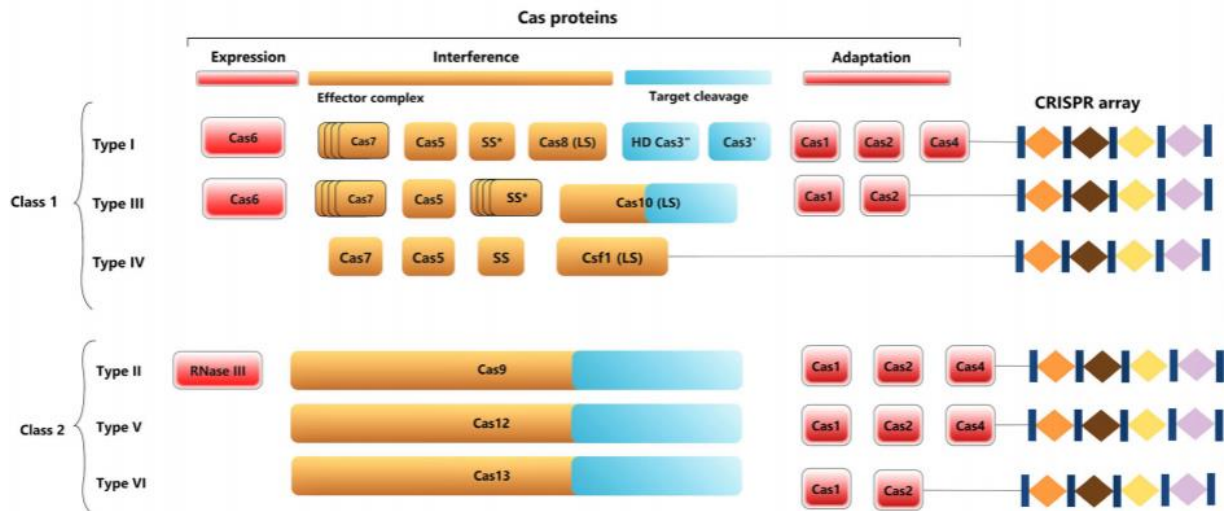 Cas proteins
Expression Interference Adaptation
Effector complex Target cleavage CRISPR array
Class 1
Type I Cas6 Cas7 Cas5 SS* Cas8 (LS) HD Cas3" Cas3' Cas1 Cas2 Cas4
Type III Cas6 Cas7 Cas5 SS* Cas10 (LS) Cas1 Cas2
Type IV Cas7 Cas5 SS Csf1 (LS)
Class 2
Type II RNase III Cas9 Cas1 Cas2 Cas4
Type V Cas12 Cas1 Cas2 Cas4
Type VI Cas13 Cas1 Cas2